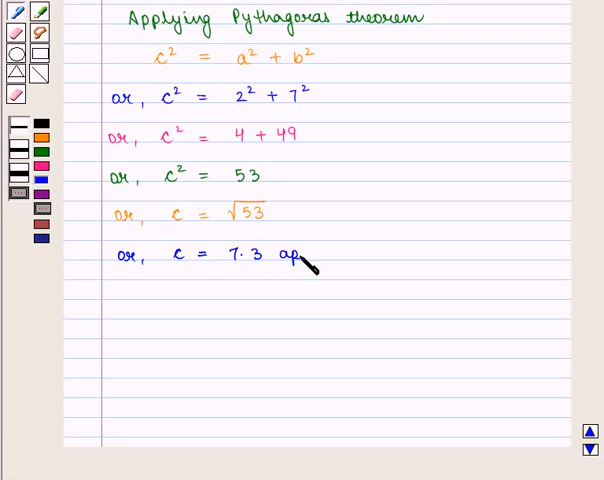 Applying Pythagoras theorem
c² = a² + b²
or, c² = 2² + 7²
or, c² = 4 + 49
or, c² = 53
or, c = √53
or, c = 7.3 ap